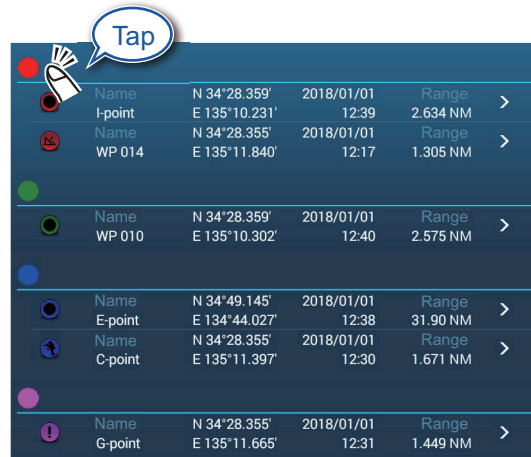 Tap
Name N 34°28.359' 2018/01/01 Range
I-point E 135°10.231' 12:39 2.634 NM
Name N 34°28.355' 2018/01/01 Range
WP 014 E 135°11.840' 12:17 1.305 NM
Name N 34°28.359' 2018/01/01 Range
WP 010 E 135°10.302' 12:40 2.575 NM
Name N 34°49.145' 2018/01/01 Range
E-point E 134°44.027' 12:38 31.90 NM
Name N 34°28.355' 2018/01/01 Range
C-point E 135°11.397' 12:30 1.671 NM
Name N 34°28.355' 2018/01/01 Range
G-point E 135°11.665' 12:31 1.449 NM